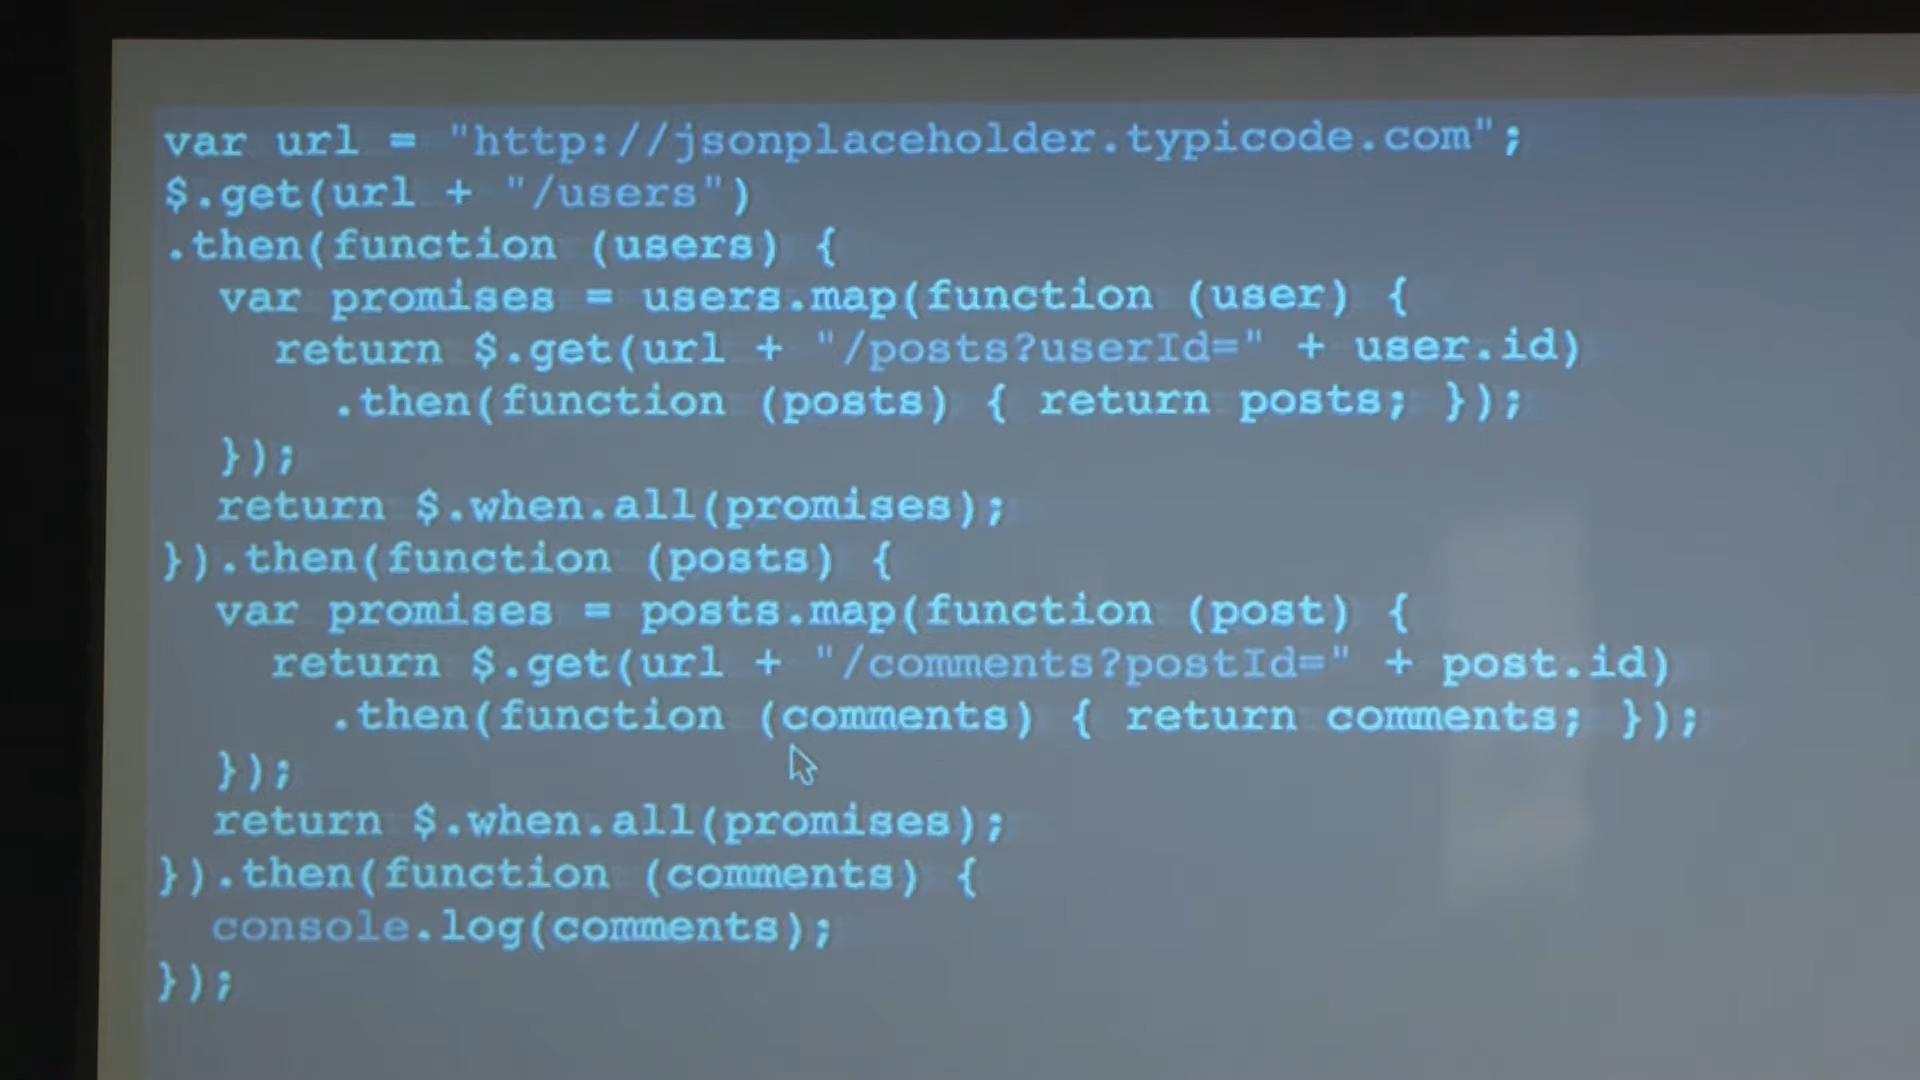 var url = "http://jsonplaceholder.typicode.com";
$.get(url + "/users")
.then(function (users) {
  var promises = users.map(function (user) {
    return $.get(url + "/posts?userId=" + user.id)
      .then(function (posts) { return posts; });
  });
  return $.when.all(promises);
}).then(function (posts) {
  var promises = posts.map(function (post) {
    return $.get(url + "/comments?postId=" + post.id)
      .then(function (comments) { return comments; });
  });
  return $.when.all(promises);
}).then(function (comments) {
  console.log(comments);
});